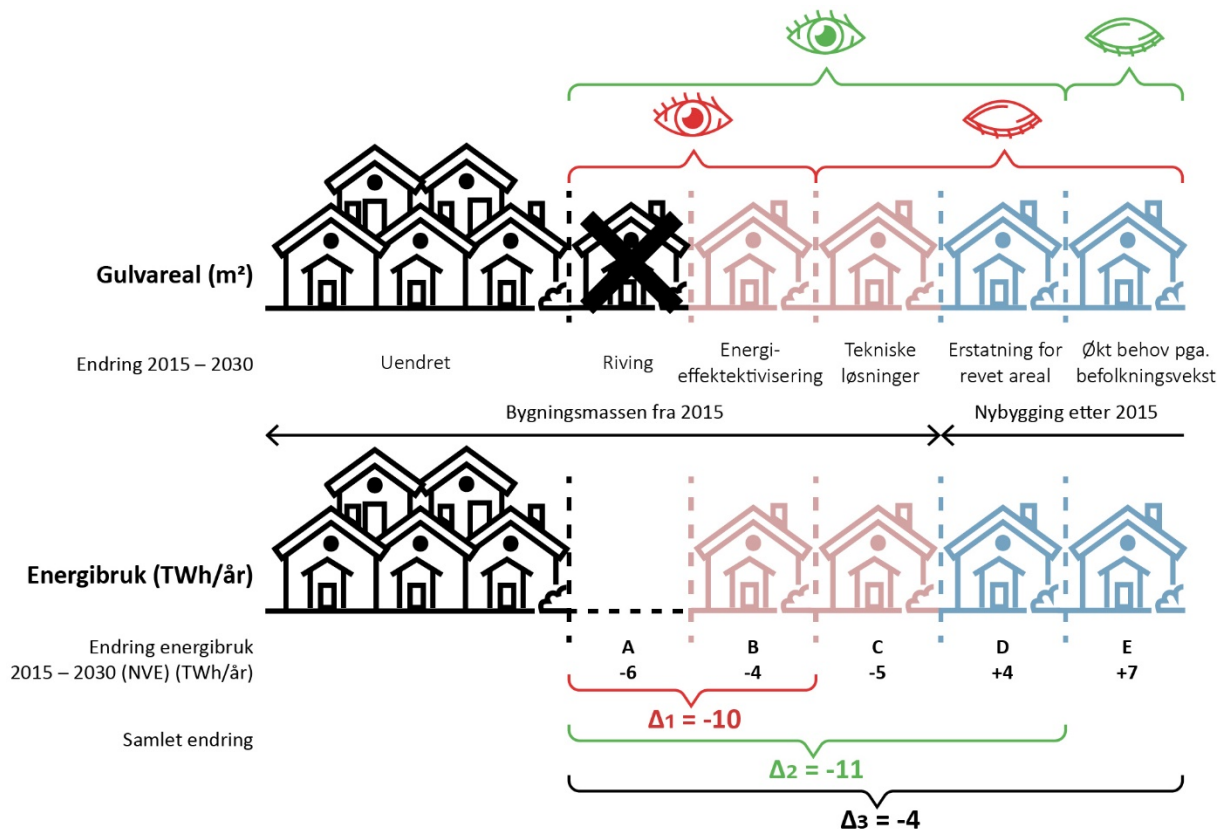 Gulvareal (m²)
Endring 2015 – 2030
Uendret
Riving
Energi-
effektektivisering
Tekniske
løsninger
Erstatning for
revet areal
Økt behov pga.
befolkningsvekst
Bygningsmassen fra 2015
Nybygging etter 2015
Energibruk (TWh/år)
Endring energibruk
2015 – 2030 (NVE) (TWh/år)
A
-6
B
-4
C
-5
D
+4
E
+7
Samlet endring
Δ1 = -10
Δ2 = -11
Δ3 = -4